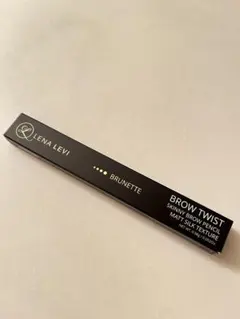 LENA LEVI
BRUNETTE
BROW TWIST
SKINNY BROW PENCIL
MATT SILK TEXTURE